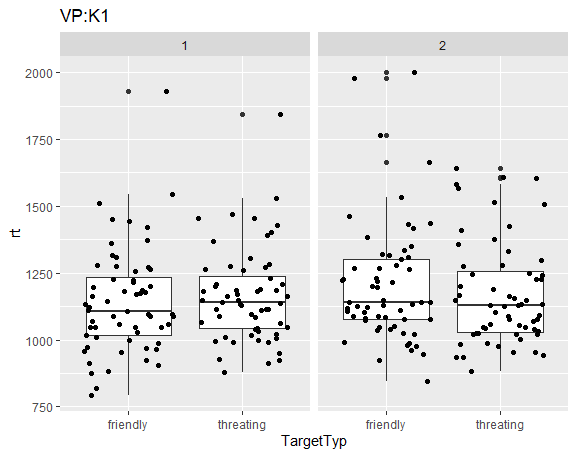 VP:K1
1 2
2000
1750
1500
1250
1000
750
rt
friendly threating friendly threating
TargetTyp